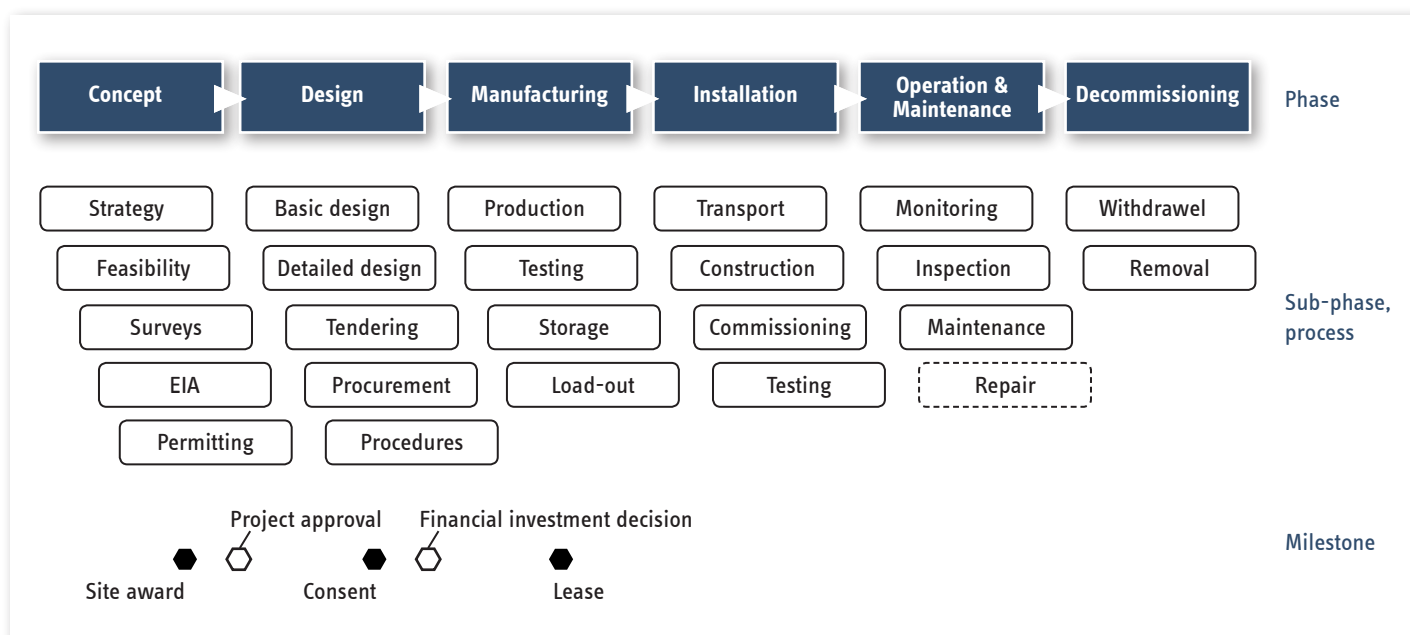 Concept
Design
Manufacturing
Installation
Operation &
Maintenance
Decommissioning
Phase
Strategy
Basic design
Production
Transport
Monitoring
Withdrawel
Feasibility
Detailed design
Testing
Construction
Inspection
Removal
Sub-phase,
process
Surveys
Tendering
Storage
Commissioning
Maintenance
EIA
Procurement
Load-out
Testing
Repair
Permitting
Procedures
Project approval
Financial investment decision
Milestone
Site award
Consent
Lease